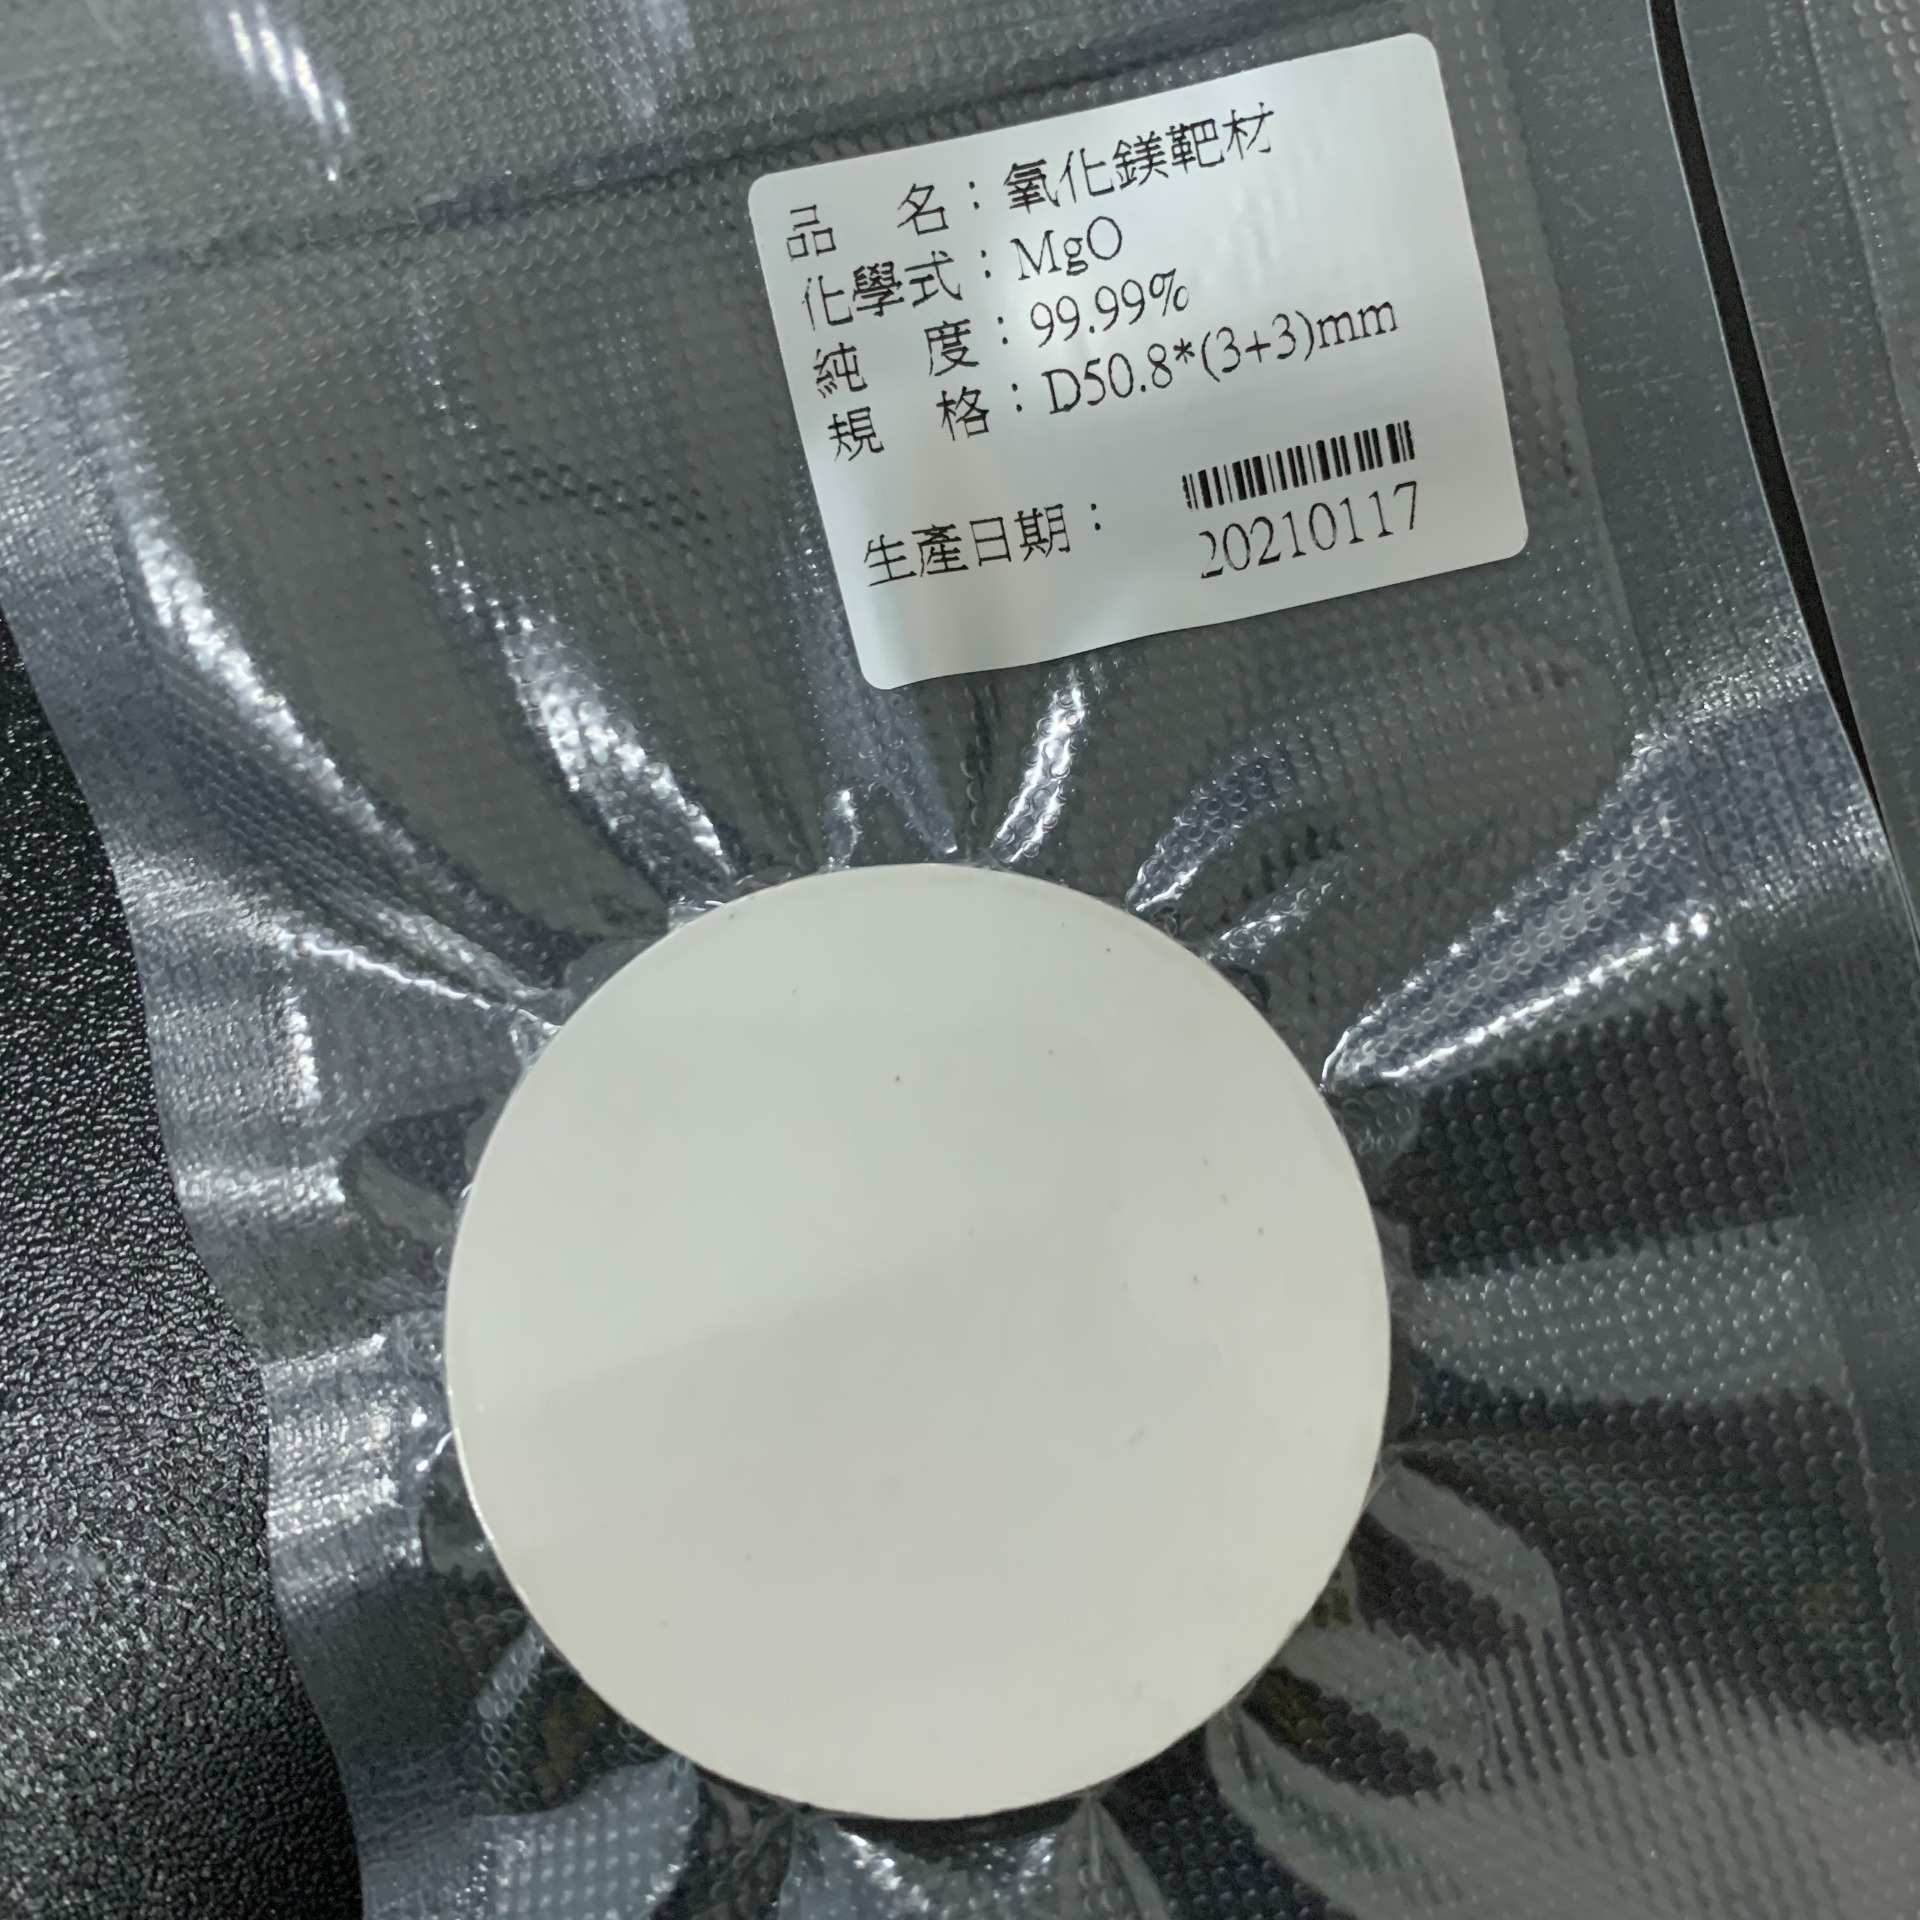 品　名：氧化鎂靶材
化學式：MgO
純　度：99.99%
規　格：D50.8*(3+3)mm
生產日期：20210117